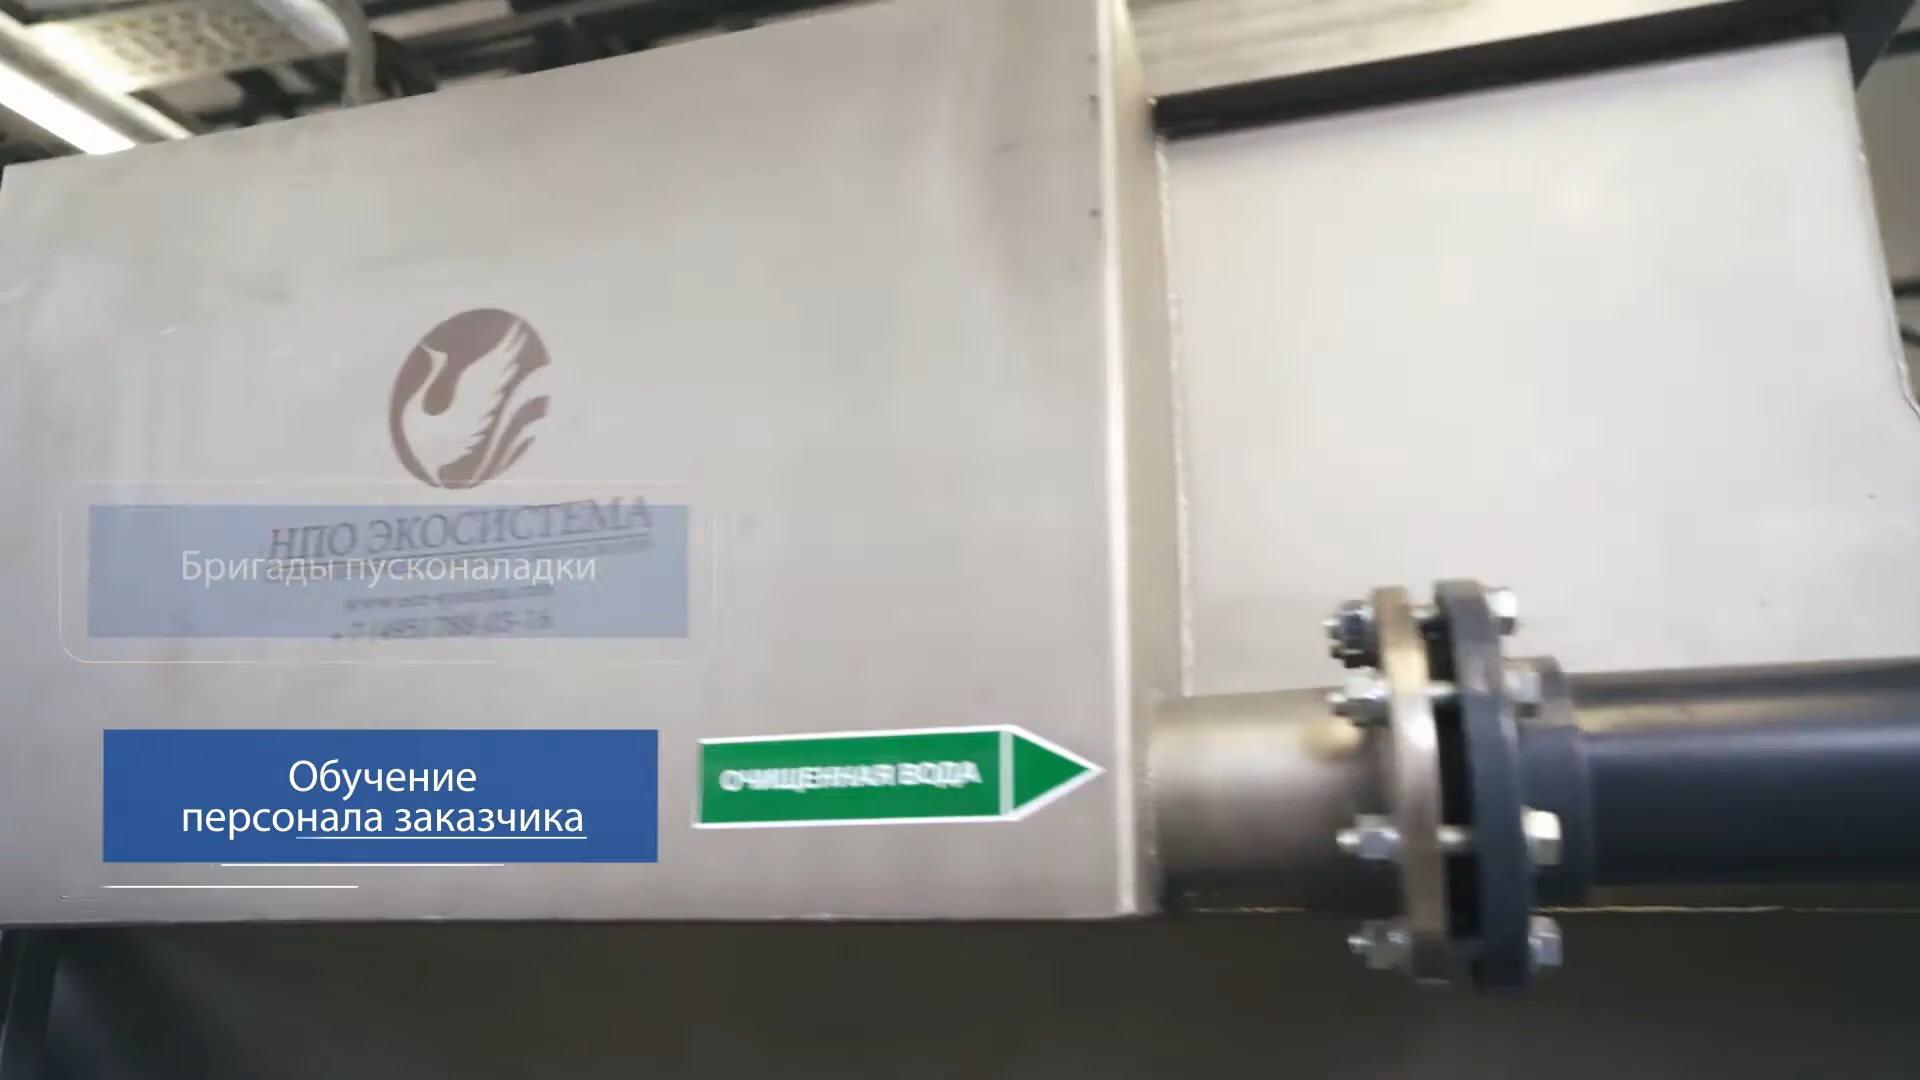 НПО ЭКОСИСТЕМА
Бригады пусконаладки
Обучение
персонала заказчика
ОЧИЩЕННАЯ ВОДА